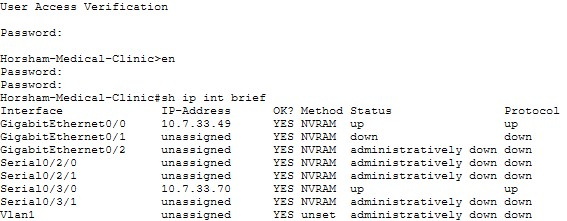 User Access Verification
Password:
Horsham-Medical-Clinic>en
Password:
Password:
Horsham-Medical-Clinic#sh ip int brief
Interface IP-Address OK? Method Status Protocol
GigabitEthernet0/0 10.7.33.49 YES NVRAM up up
GigabitEthernet0/1 unassigned YES NVRAM down down
GigabitEthernet0/2 unassigned YES NVRAM administratively down down
Serial0/2/0 unassigned YES NVRAM administratively down down
Serial0/2/1 unassigned YES NVRAM administratively down down
Serial0/3/0 10.7.33.70 YES NVRAM up up
Serial0/3/1 unassigned YES NVRAM administratively down down
Vlan1 unassigned YES unset administratively down down